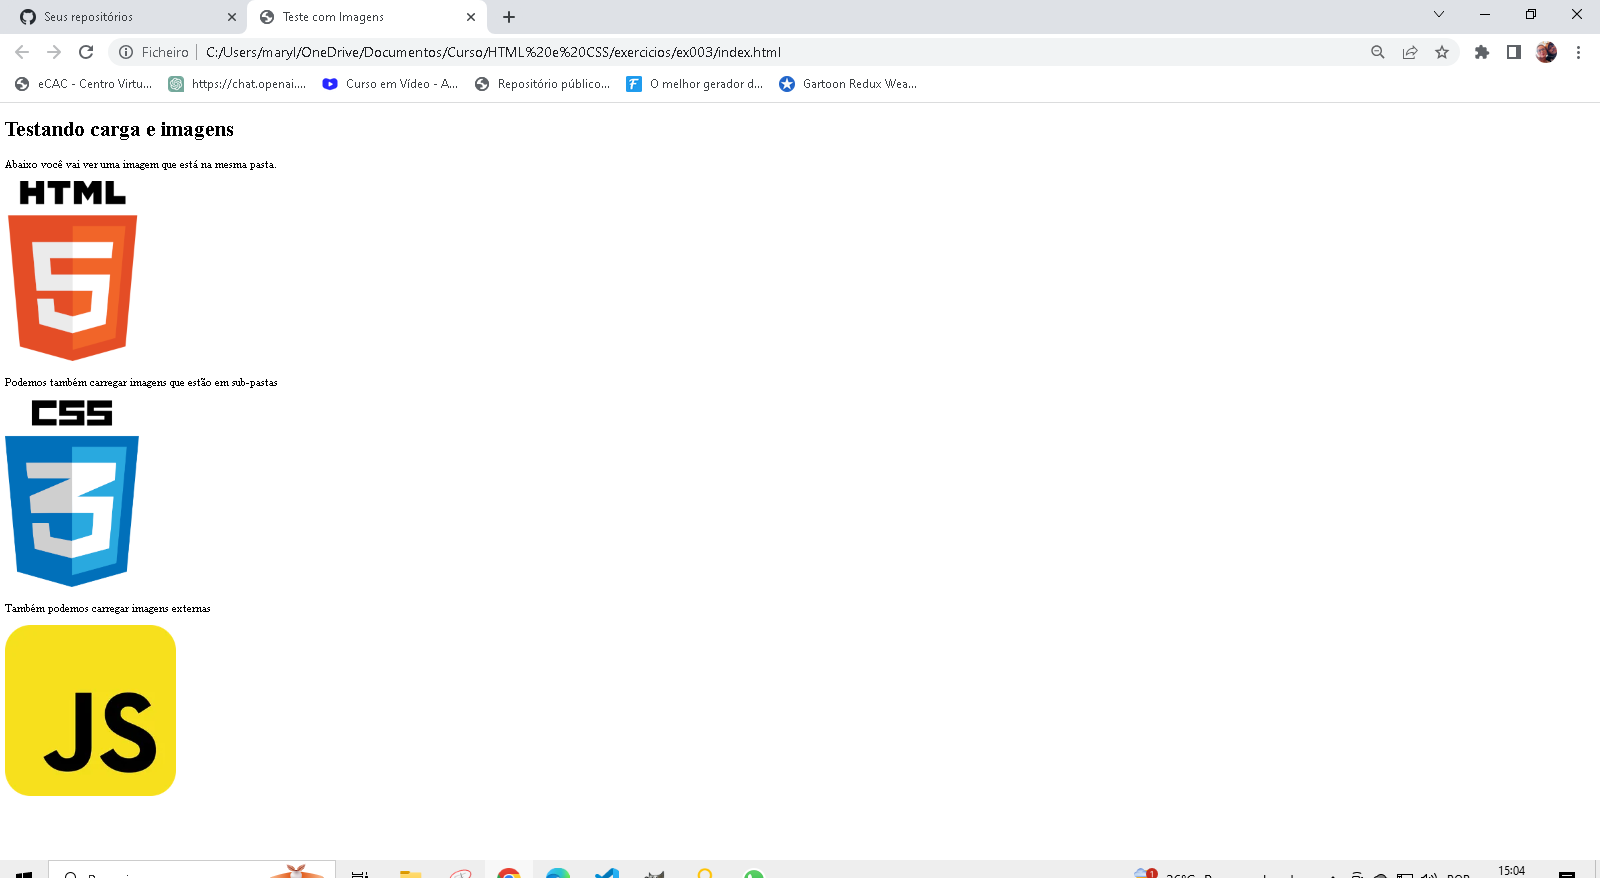 Seus repositórios
Teste com Imagens
Ficheiro
C:/Users/maryl/OneDrive/Documentos/Curso/HTML%20e%20CSS/exercicios/ex003/index.html
eCAC - Centro Virtu...
https://chat.openai....
Curso em Vídeo - A...
Repositório público...
O melhor gerador d...
Gartoon Redux Wea...
Testando carga e imagens
Abaixo você vai ver uma imagem que está na mesma pasta.
HTML
5
Podemos também carregar imagens que estão em sub-pastas
CSS
3
Também podemos carregar imagens externas
JS
1
15:04